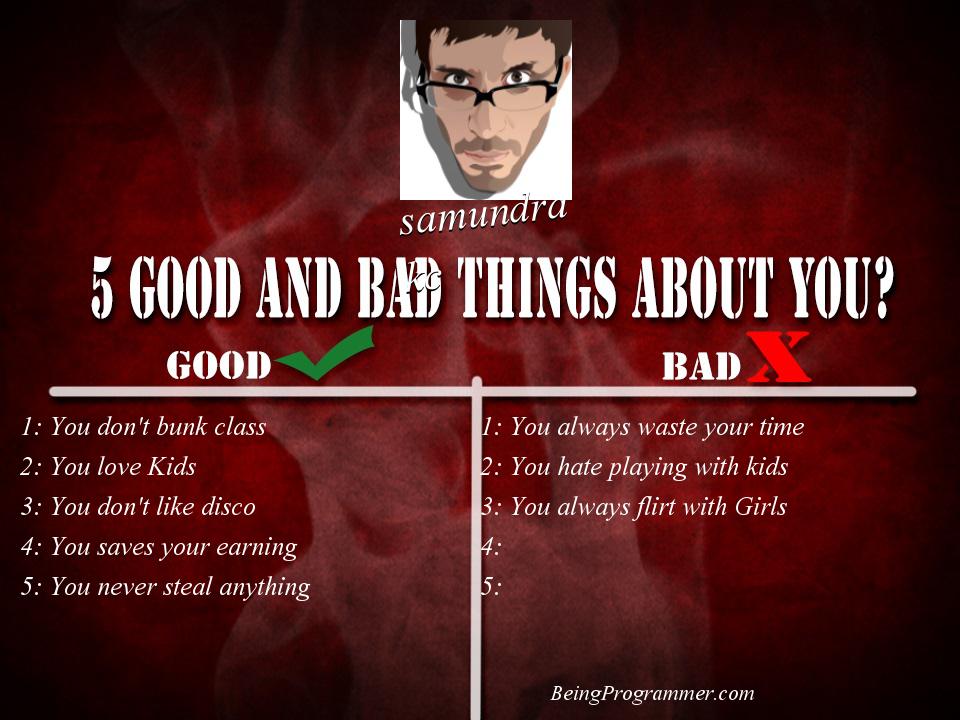 samundra
kc
5 GOOD AND BAD THINGS ABOUT YOU?
GOOD
1: You don't bunk class
2: You love Kids
3: You don't like disco
4: You saves your earning
5: You never steal anything
BAD X
1: You always waste your time
2: You hate playing with kids
3: You always flirt with Girls
4:
5:
BeingProgrammer.com